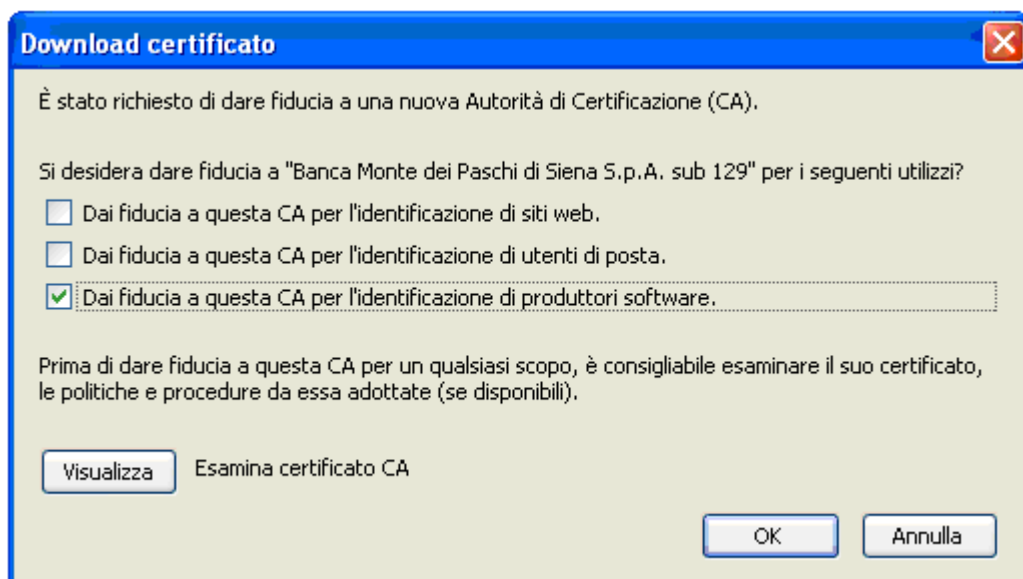 Download certificato
È stato richiesto di dare fiducia a una nuova Autorità di Certificazione (CA).
Si desidera dare fiducia a "Banca Monte dei Paschi di Siena S.p.A. sub 129" per i seguenti utilizzi?
Dai fiducia a questa CA per l'identificazione di siti web.
Dai fiducia a questa CA per l'identificazione di utenti di posta.
Dai fiducia a questa CA per l'identificazione di produttori software.
Prima di dare fiducia a questa CA per un qualsiasi scopo, è consigliabile esaminare il suo certificato,
le politiche e procedure da essa adottate (se disponibili).
Visualizza Esamina certificato CA
OK Annulla